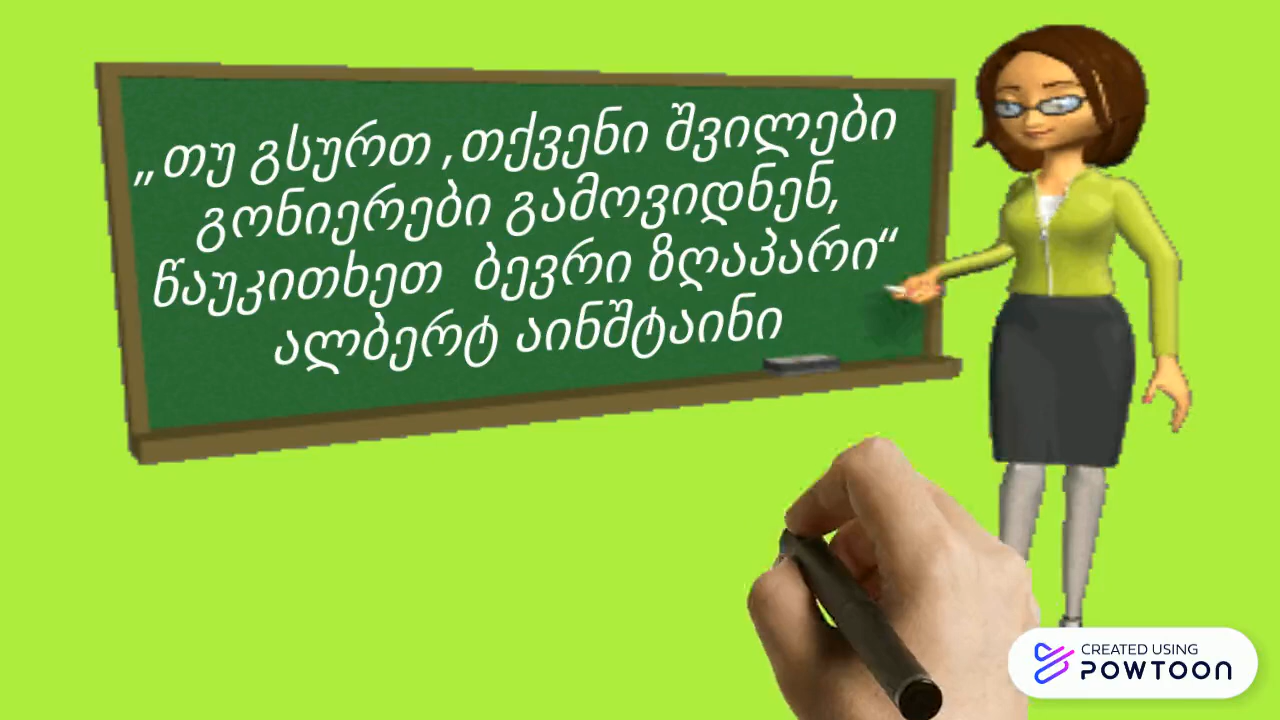 „თუ გსურთ ,თქვენი შვილები
გონიერები გამოვიდნენ,
წაუკითხეთ ბევრი ზღაპარი“
ალბერტ აინშტაინი
CREATED USING
POWTOON